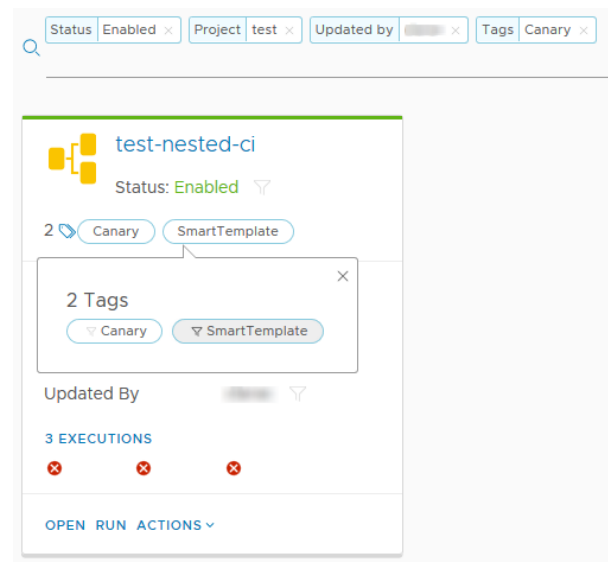 Status Enabled × Project test × Updated by × Tags Canary ×
test-nested-ci
Status: Enabled
2 Canary SmartTemplate
2 Tags
Canary SmartTemplate
Updated By
3 EXECUTIONS
OPEN RUN ACTIONS